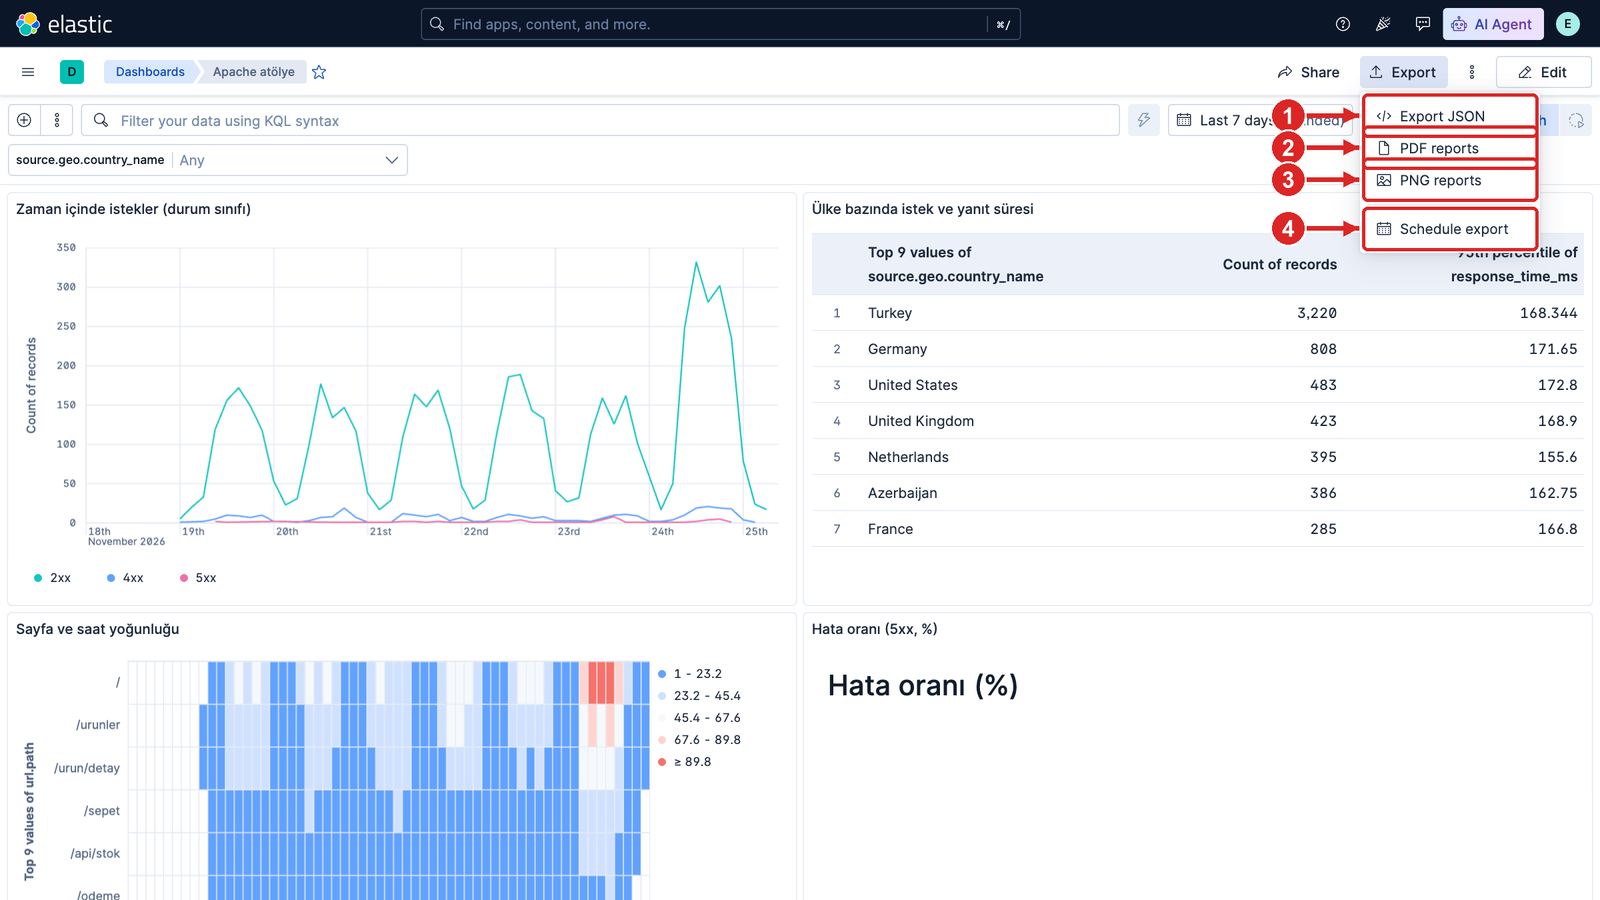 elastic
Find apps, content, and more.
⌘/
AI Agent
E
D
Dashboards
Apache atölye
Share
Export
Edit
Filter your data using KQL syntax
Last 7 days
nded)
h
source.geo.country_name
Any
1
Export JSON
2
PDF reports
3
PNG reports
4
Schedule export
Zaman içinde istekler (durum sınıfı)
350
300
250
200
150
100
50
0
Count of records
18th
19th
20th
21st
22nd
23rd
24th
25th
November 2026
2xx
4xx
5xx
Ülke bazında istek ve yanıt süresi
Top 9 values of
source.geo.country_name
Count of records
95th percentile of
response_time_ms
1 Turkey 3,220 168.344
2 Germany 808 171.65
3 United States 483 172.8
4 United Kingdom 423 168.9
5 Netherlands 395 155.6
6 Azerbaijan 386 162.75
7 France 285 166.8
Sayfa ve saat yoğunluğu
Top 9 values of url.path
/
/urunler
/urun/detay
/sepet
/api/stok
/odeme
1 - 23.2
23.2 - 45.4
45.4 - 67.6
67.6 - 89.8
≥ 89.8
Hata oranı (5xx, %)
Hata oranı (%)